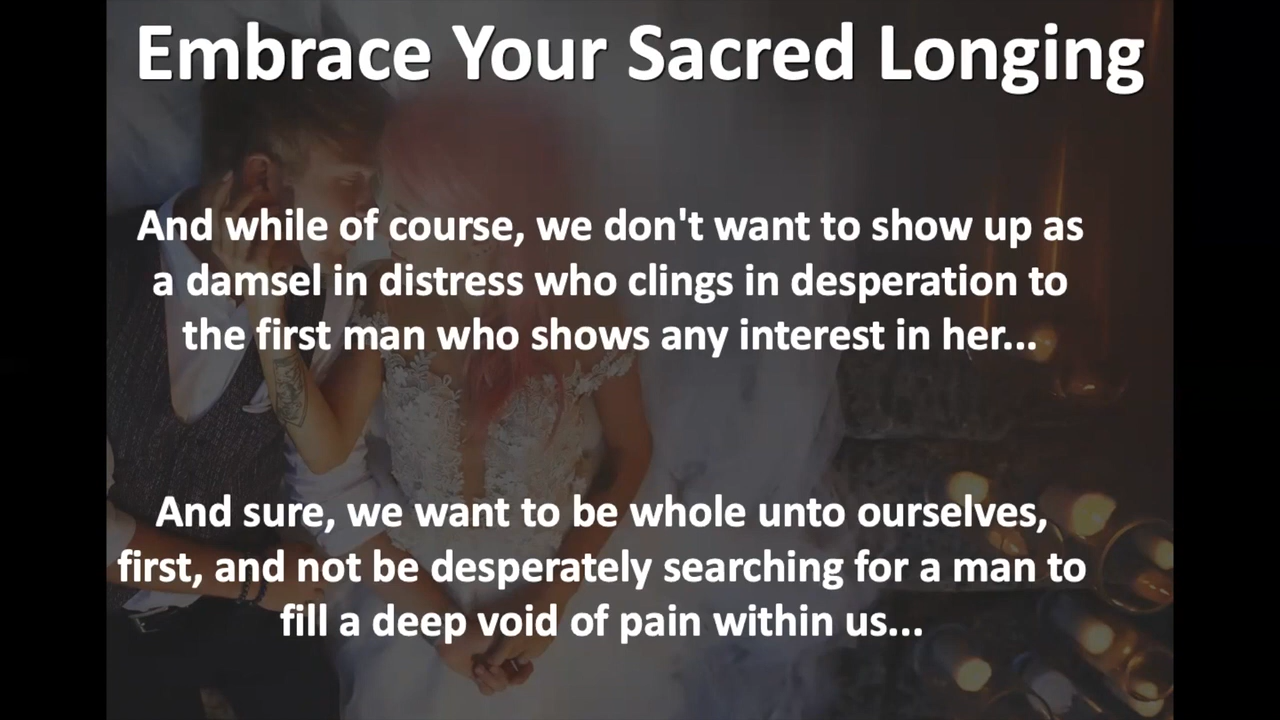 Embrace Your Sacred Longing
And while of course, we don't want to show up as
a damsel in distress who clings in desperation to
the first man who shows any interest in her...
And sure, we want to be whole unto ourselves,
first, and not be desperately searching for a man to
fill a deep void of pain within us...